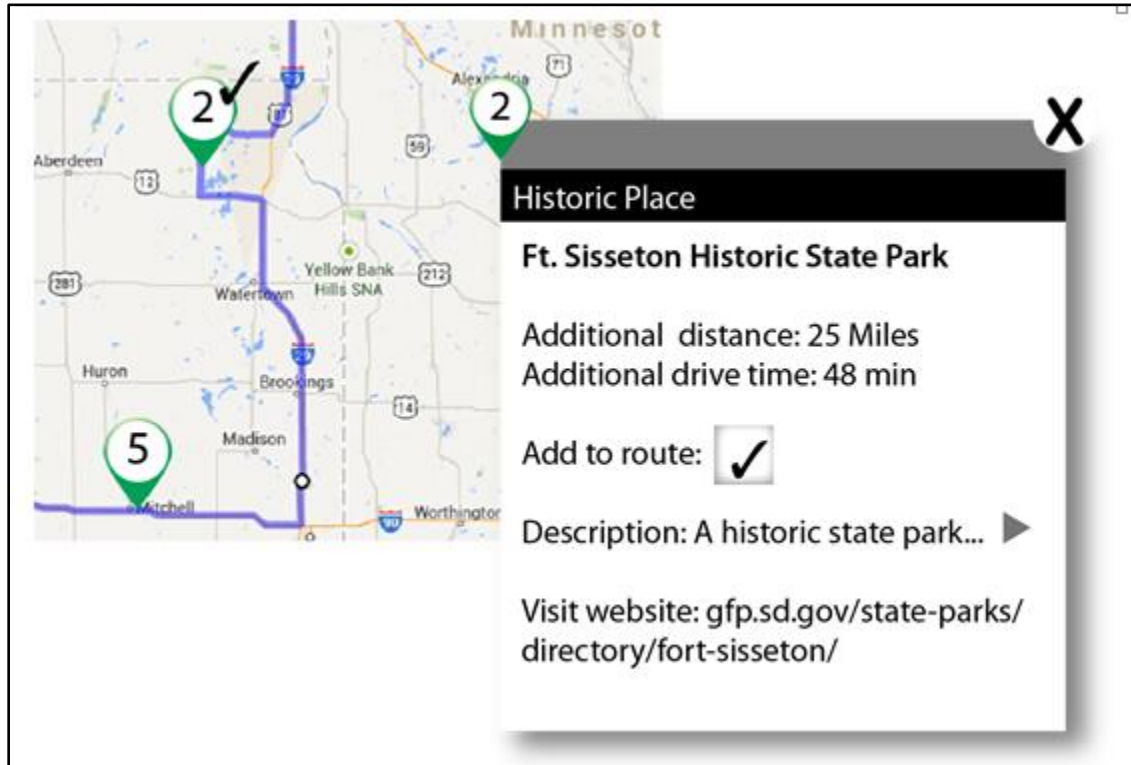 Minnesot
71
Alexandria
2
2
59
Aberdeen
12
Historic Place
Ft. Sisseton Historic State Park
Yellow Bank
Hills SNA
212
281
Watertown
Additional distance: 25 Miles
Additional drive time: 48 min
29
Huron
Brookings
14
Madison
5
Add to route:
Mitchell
90
Worthington
Description: A historic state park...
Visit website: gfp.sd.gov/state-parks/
directory/fort-sisseton/
X